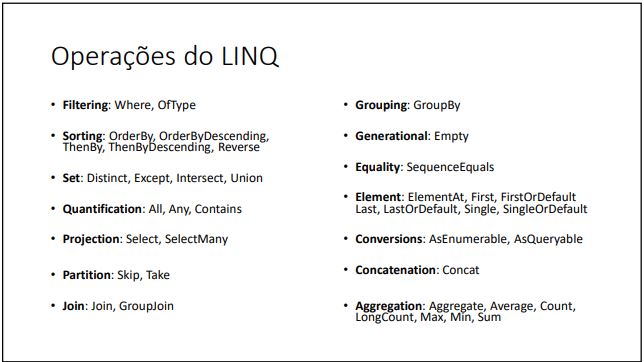 Operações do LINQ
• Filtering: Where, OfType
• Sorting: OrderBy, OrderByDescending,
ThenBy, ThenByDescending, Reverse
• Set: Distinct, Except, Intersect, Union
• Quantification: All, Any, Contains
• Projection: Select, SelectMany
• Partition: Skip, Take
• Join: Join, GroupJoin
• Grouping: GroupBy
• Generational: Empty
• Equality: SequenceEquals
• Element: ElementAt, First, FirstOrDefault
Last, LastOrDefault, Single, SingleOrDefault
• Conversions: AsEnumerable, AsQueryable
• Concatenation: Concat
• Aggregation: Aggregate, Average, Count,
LongCount, Max, Min, Sum